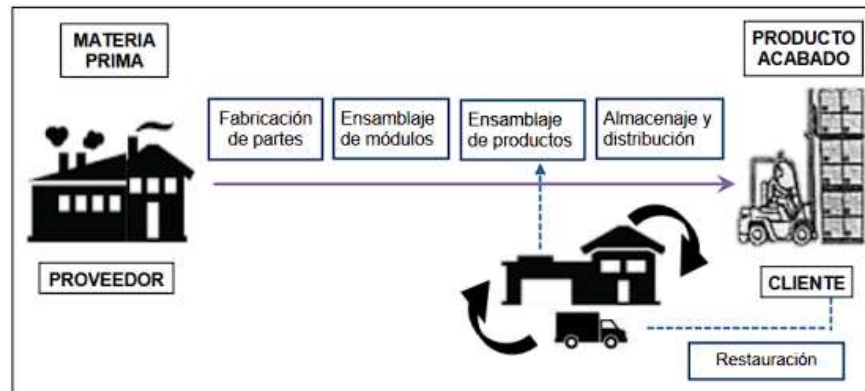 MATERIA
PRIMA
PRODUCTO
ACABADO
Fabricación
de partes
Ensamblaje
de módulos
Ensamblaje
de productos
Almacenaje y
distribución
PROVEEDOR
CLIENTE
Restauración